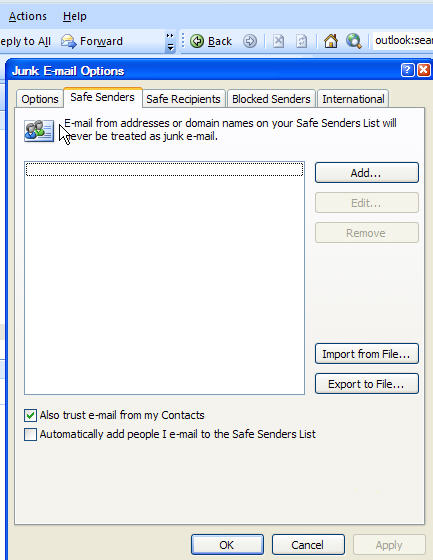 Actions Help
eply to All Forward Back outlook:sear
Junk E-mail Options
Options Safe Senders Safe Recipients Blocked Senders International
E-mail from addresses or domain names on your Safe Senders List will
never be treated as junk e-mail.
Add...
Edit...
Remove
Import from File...
Export to File...
Also trust e-mail from my Contacts
Automatically add people I e-mail to the Safe Senders List
OK Cancel Apply